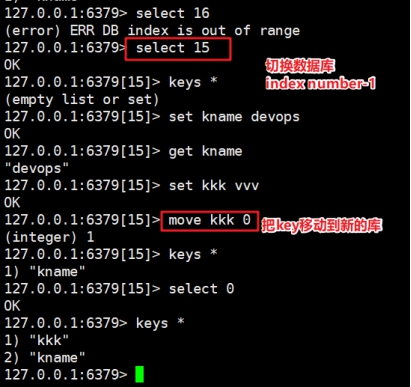 1) "kname"
127.0.0.1:6379> select 16
(error) ERR DB index is out of range
127.0.0.1:6379> select 15
OK
切换数据库
index number-1
127.0.0.1:6379[15]> keys *
(empty list or set)
127.0.0.1:6379[15]> set kname devops
OK
127.0.0.1:6379[15]> get kname
"devops"
127.0.0.1:6379[15]> set kkk vvv
OK
127.0.0.1:6379[15]> move kkk 0 把key移动到新的库
(integer) 1
127.0.0.1:6379[15]> keys *
1) "kname"
127.0.0.1:6379[15]> select 0
OK
127.0.0.1:6379> keys *
1) "kkk"
2) "kname"
127.0.0.1:6379>